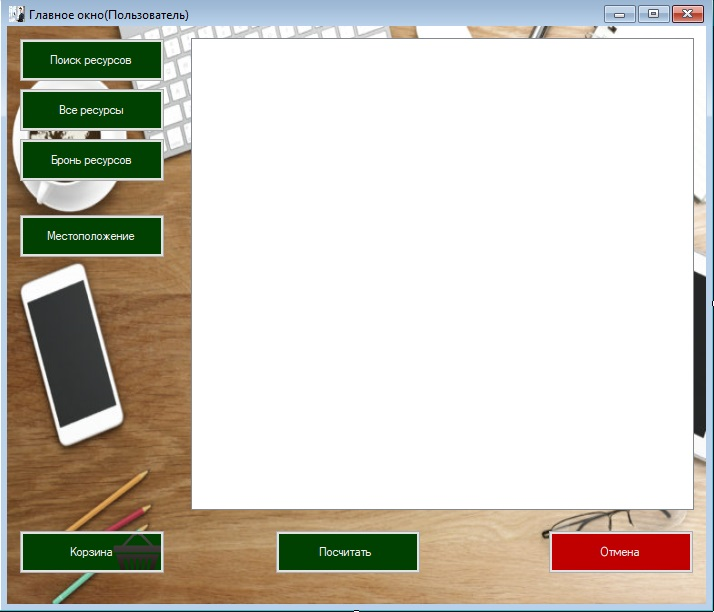 Главное окно(Пользователь)
Поиск ресурсов
Все ресурсы
Бронь ресурсов
Местоположение
Корзина
Посчитать
Отмена